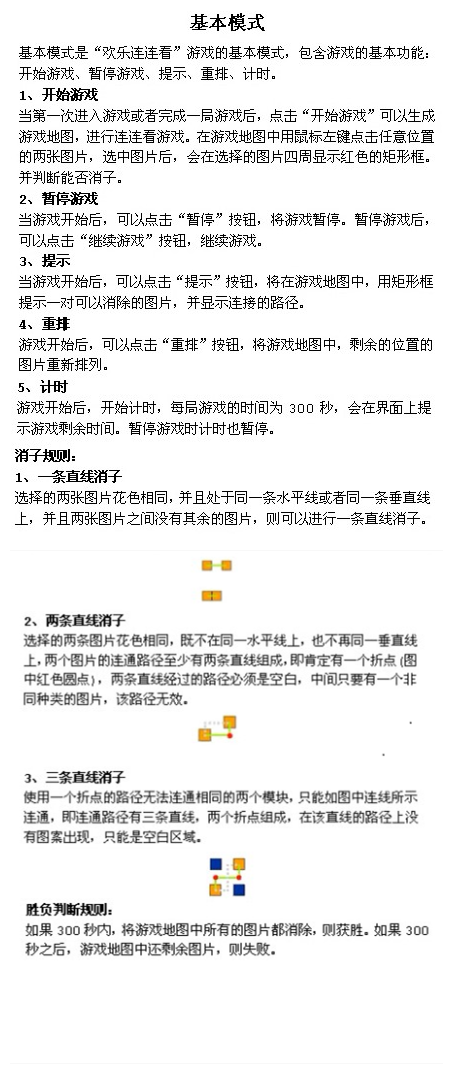 基本模式
基本模式是“欢乐连连看”游戏的基本模式，包含游戏的基本功能：
开始游戏、暂停游戏、提示、重排、计时。
1、开始游戏
当第一次进入游戏或者完成一局游戏后，点击“开始游戏”可以生成
游戏地图，进行连连看游戏。在游戏地图中用鼠标左键点击任意位置
的两张图片，选中图片后，会在选择的图片四周显示红色的矩形框。
并判断能否消子。
2、暂停游戏
当游戏开始后，可以点击“暂停”按钮，将游戏暂停。暂停游戏后，
可以点击“继续游戏”按钮，继续游戏。
3、提示
当游戏开始后，可以点击“提示”按钮，将在游戏地图中，用矩形框
提示一对可以消除的图片，并显示连接的路径。
4、重排
游戏开始后，可以点击“重排”按钮，将游戏地图中，剩余的位置的
图片重新排列。
5、计时
游戏开始后，开始计时，每局游戏的时间为 300 秒，会在界面上提
示游戏剩余时间。暂停游戏时计时也暂停。
消子规则：
1、一条直线消子
选择的两张图片花色相同，并且处于同一条水平线或者同一条垂直线
上，并且两张图片之间没有其余的图片，则可以进行一条直线消子。
2、两条直线消子
选择的两条图片花色相同，既不在同一水平线上，也不再同一垂直线
上，两个图片的连通路径至少有两条直线组成，即肯定有一个折点（图
中红色圆点），两条直线经过的路径必须是空白，中间只要有一个非
同种类的图片，该路径无效。
3、三条直线消子
使用一个折点的路径无法连通相同的两个模块，只能如图中连线所示
连通，即连通路径有三条直线，两个折点组成，在该直线的路径上没
有图案出现，只能是空白区域。
胜负判断规则：
如果 300 秒内，将游戏地图中所有的图片都消除，则获胜。如果 300
秒之后，游戏地图中还剩余图片，则失败。